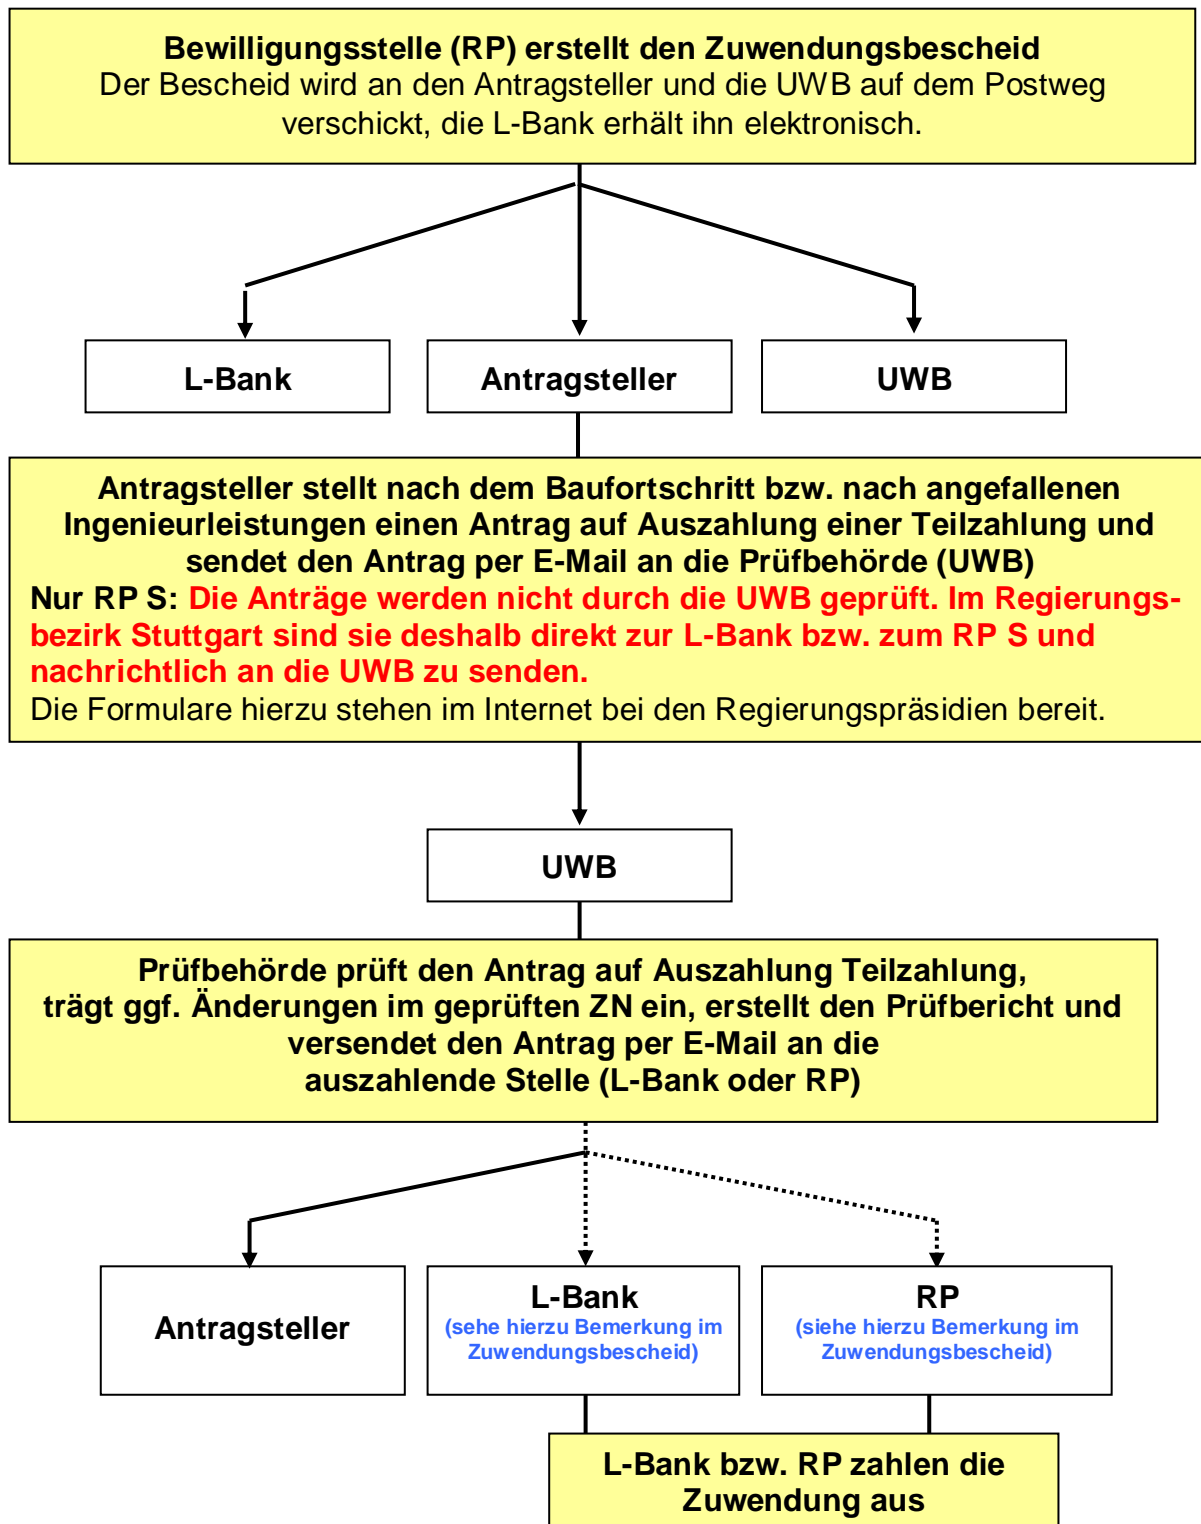 Bewilligungsstelle (RP) erstellt den Zuwendungsbescheid
Der Bescheid wird an den Antragsteller und die UWB auf dem Postweg
verschickt, die L-Bank erhält ihn elektronisch.
L-Bank
Antragsteller
UWB
Antragsteller stellt nach dem Baufortschritt bzw. nach angefallenen
Ingenieurleistungen einen Antrag auf Auszahlung einer Teilzahlung und
sendet den Antrag per E-Mail an die Prüfbehörde (UWB)
Nur RP S: Die Anträge werden nicht durch die UWB geprüft. Im Regierungs-
bezirk Stuttgart sind sie deshalb direkt zur L-Bank bzw. zum RP S und
nachrichtlich an die UWB zu senden.
Die Formulare hierzu stehen im Internet bei den Regierungspräsidien bereit.
UWB
Prüfbehörde prüft den Antrag auf Auszahlung Teilzahlung,
trägt ggf. Änderungen im geprüften ZN ein, erstellt den Prüfbericht und
versendet den Antrag per E-Mail an die
auszahlende Stelle (L-Bank oder RP)
Antragsteller
L-Bank
(sehe hierzu Bemerkung im
Zuwendungsbescheid)
RP
(siehe hierzu Bemerkung im
Zuwendungsbescheid)
L-Bank bzw. RP zahlen die
Zuwendung aus